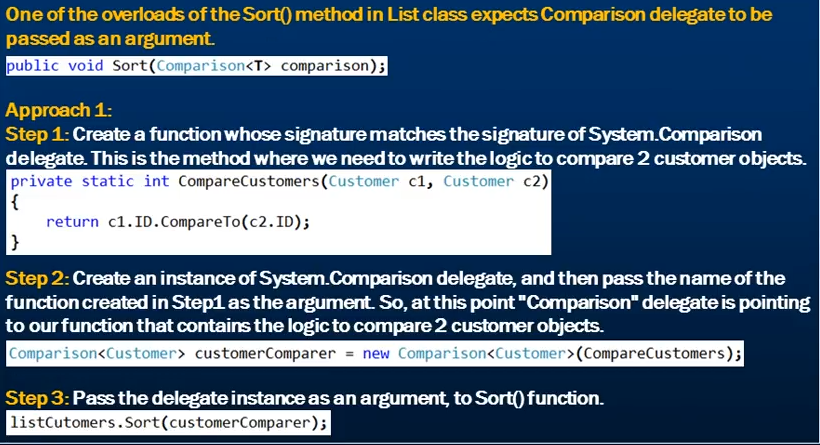 One of the overloads of the Sort() method in List class expects Comparison delegate to be
passed as an argument.
public void Sort(Comparison<T> comparison);
Approach 1:
Step 1: Create a function whose signature matches the signature of System.Comparison
delegate. This is the method where we need to write the logic to compare 2 customer objects.
private static int CompareCustomers(Customer c1, Customer c2)
{
    return c1.ID.CompareTo(c2.ID);
}
Step 2: Create an instance of System.Comparison delegate, and then pass the name of the
function created in Step1 as the argument. So, at this point "Comparison" delegate is pointing
to our function that contains the logic to compare 2 customer objects.
Comparison<Customer> customerComparer = new Comparison<Customer>(CompareCustomers);
Step 3: Pass the delegate instance as an argument, to Sort() function.
listCutomers.Sort(customerComparer);